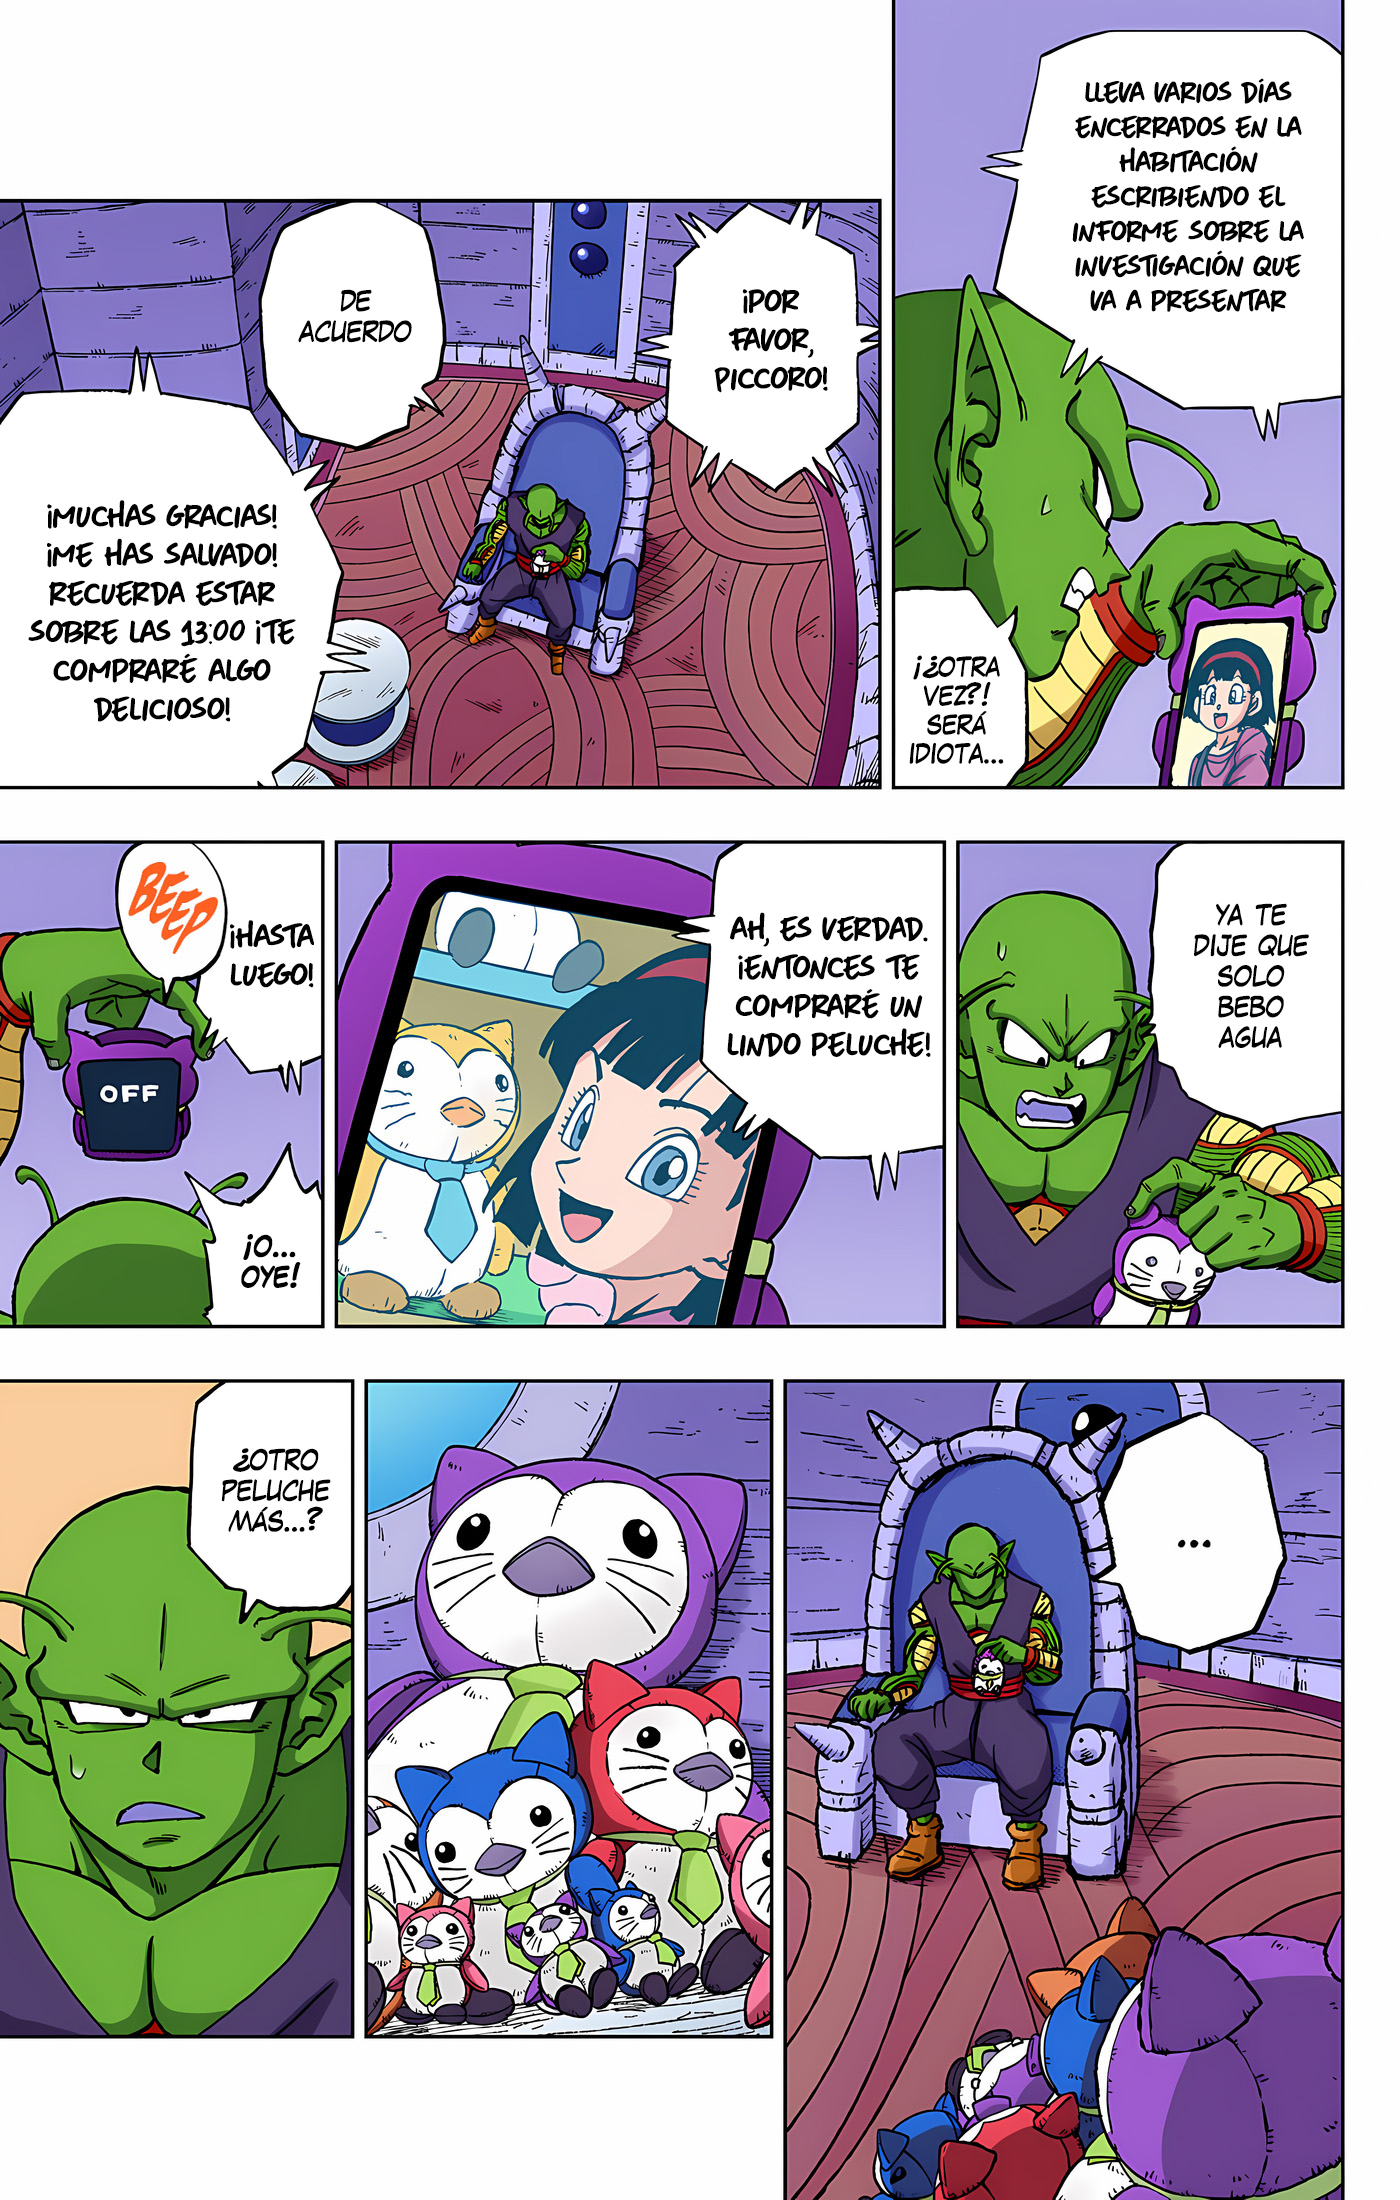 LLEVA VARIOS DÍAS
ENCERRADOS EN LA
HABITACIÓN
ESCRIBIENDO EL
INFORME SOBRE LA
INVESTIGACIÓN QUE
VA A PRESENTAR
¡¿OTRA
VEZ?!
SERÁ
IDIOTA...
¡POR
FAVOR,
PICCORO!
DE
ACUERDO
¡MUCHAS GRACIAS!
¡ME HAS SALVADO!
RECUERDA ESTAR
SOBRE LAS 13:00 ¡TE
COMPRARÉ ALGO
DELICIOSO!
YA TE
DIJE QUE
SOLO
BEBO
AGUA
AH, ES VERDAD.
¡ENTONCES TE
COMPRARÉ UN
LINDO PELUCHE!
¡HASTA
LUEGO!
BEEP
OFF
¡O...
OYE!
...
¿OTRO
PELUCHE
MÁS...?